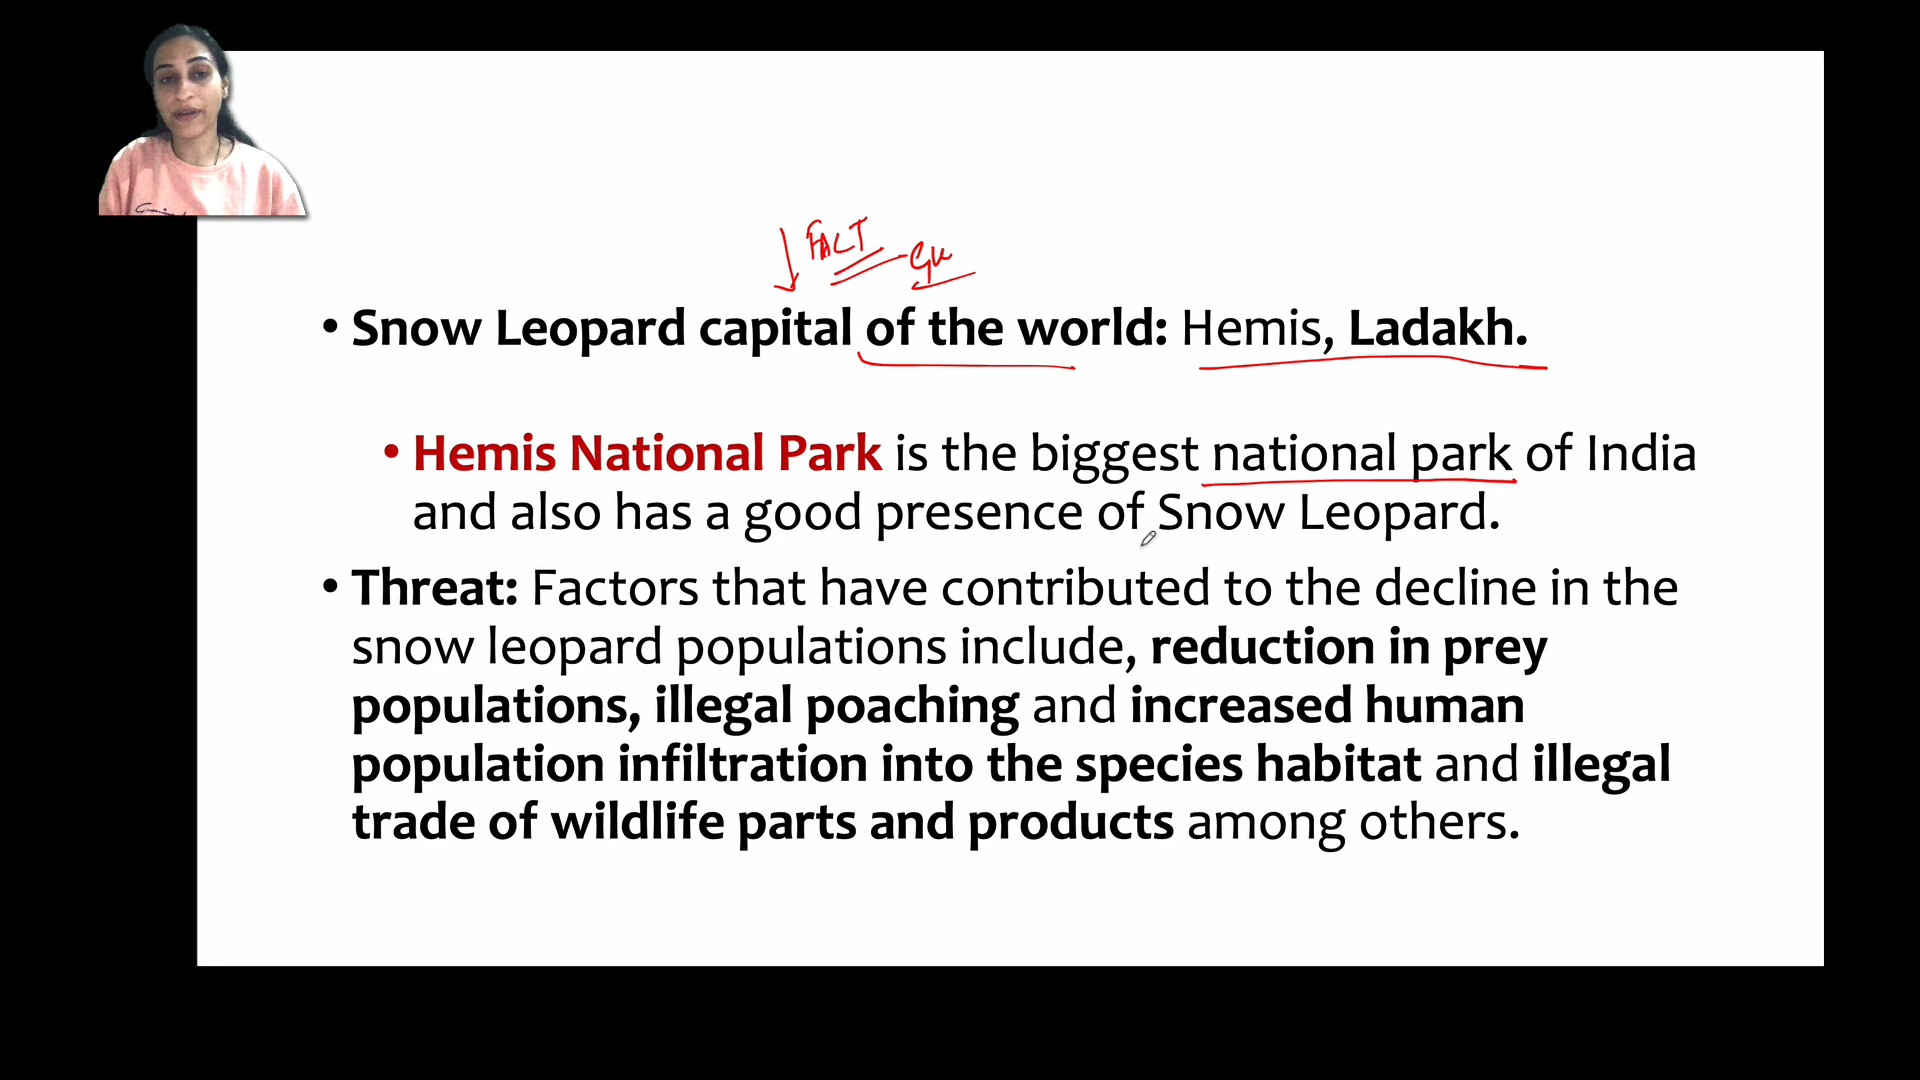 FACT
GK
• Snow Leopard capital of the world: Hemis, Ladakh.
• Hemis National Park is the biggest national park of India
and also has a good presence of Snow Leopard.
• Threat: Factors that have contributed to the decline in the
snow leopard populations include, reduction in prey
populations, illegal poaching and increased human
population infiltration into the species habitat and illegal
trade of wildlife parts and products among others.